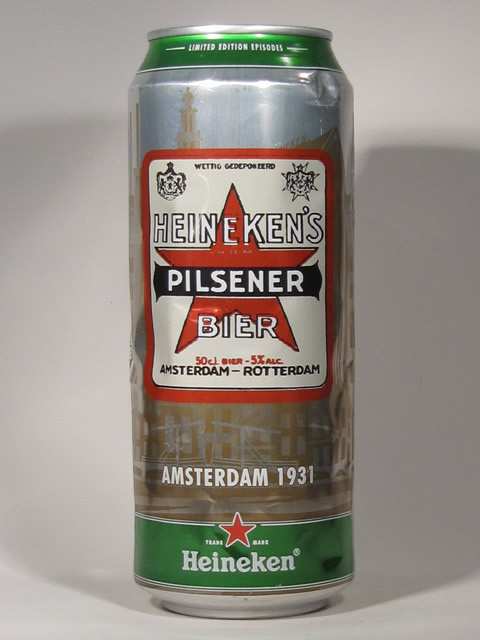 LIMITED EDITION EPISODES
WETTIG GEDEPONEERD
HEINEKEN'S
PILSENER
BIER
50cl. BIER - 5% ALC.
AMSTERDAM - ROTTERDAM
AMSTERDAM 1931
TRADE MARK
Heineken®